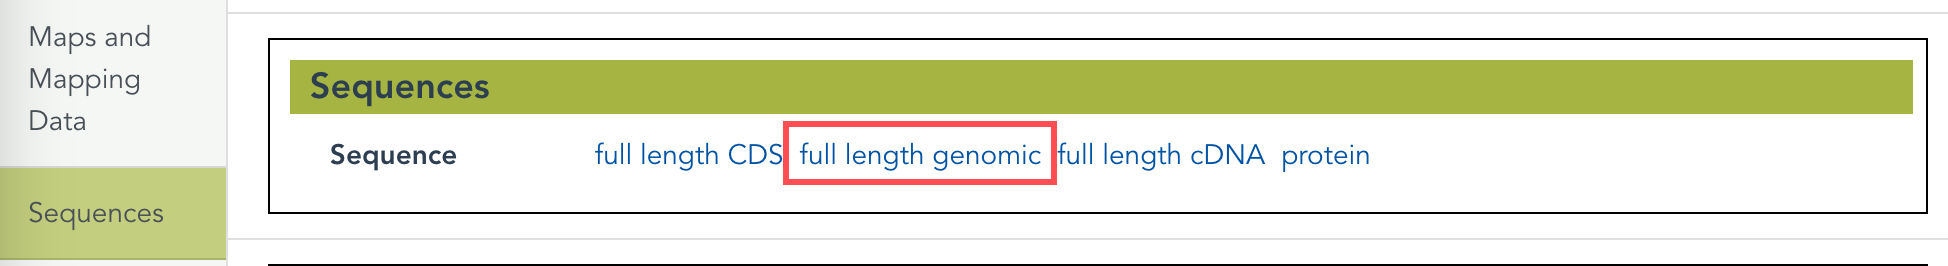 Maps and
Mapping
Data
Sequences
Sequences
Sequence full length CDS full length genomic full length cDNA protein